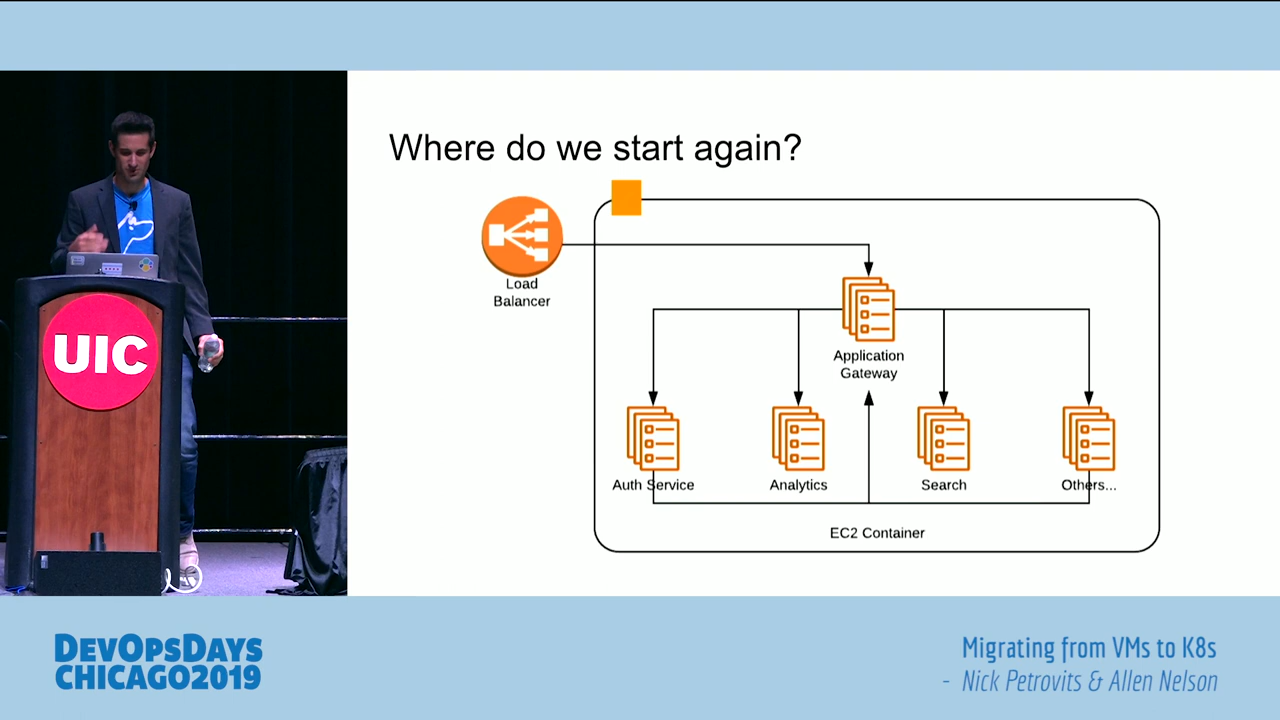 Where do we start again?
Load
Balancer
Application
Gateway
Auth Service
Analytics
Search
Others...
EC2 Container
UIC
DEVOPSDAYS
CHICAGO2019
Migrating from VMs to K8s
- Nick Petrovits & Allen Nelson